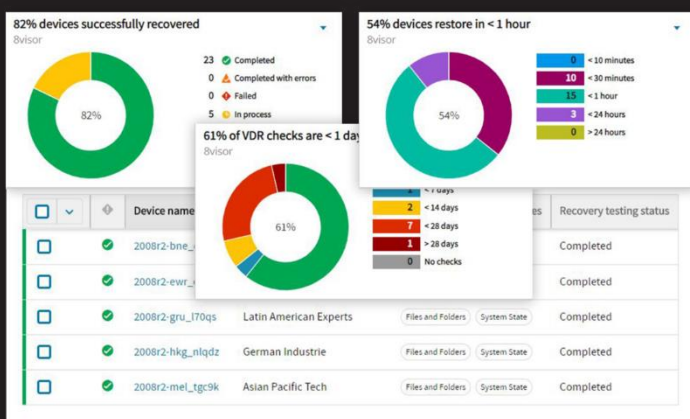 82% devices successfully recovered
8visor
82%
23 Completed
0 Completed with errors
0 Failed
5 In process
54% devices restore in < 1 hour
8visor
54%
0 < 10 minutes
10 < 30 minutes
15 < 1 hour
3 < 24 hours
0 > 24 hours
61% of VDR checks are < 1 day
8visor
61%
1 < 7 days
2 < 14 days
7 < 28 days
1 > 28 days
0 No checks
Device name Recovery testing status
2008r2-bne_ Completed
2008r2-ewr_ Completed
2008r2-gru_l70qs Latin American Experts Files and Folders System State Completed
2008r2-hkg_nlqdz German Industrie Files and Folders System State Completed
2008r2-mel_tgc9k Asian Pacific Tech Files and Folders System State Completed